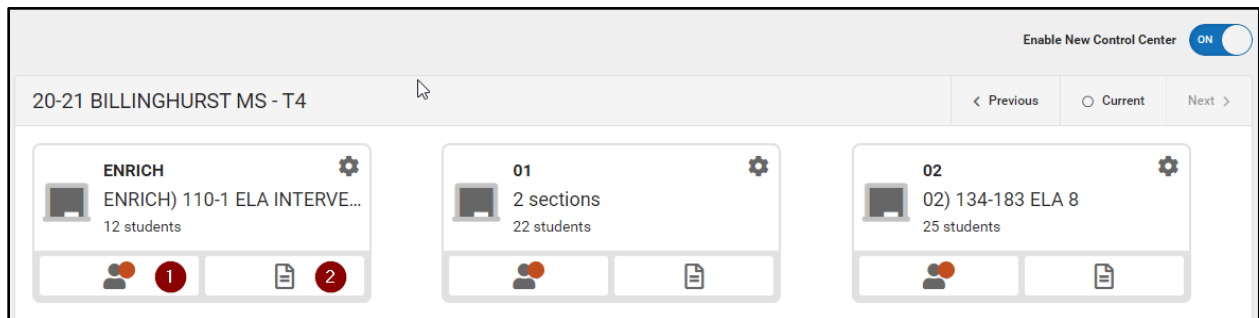 Enable New Control Center ON
20-21 BILLINGHURST MS - T4
< Previous
Current
Next >
ENRICH
ENRICH) 110-1 ELA INTERVE...
12 students
1
2
01
2 sections
22 students
02
02) 134-183 ELA 8
25 students